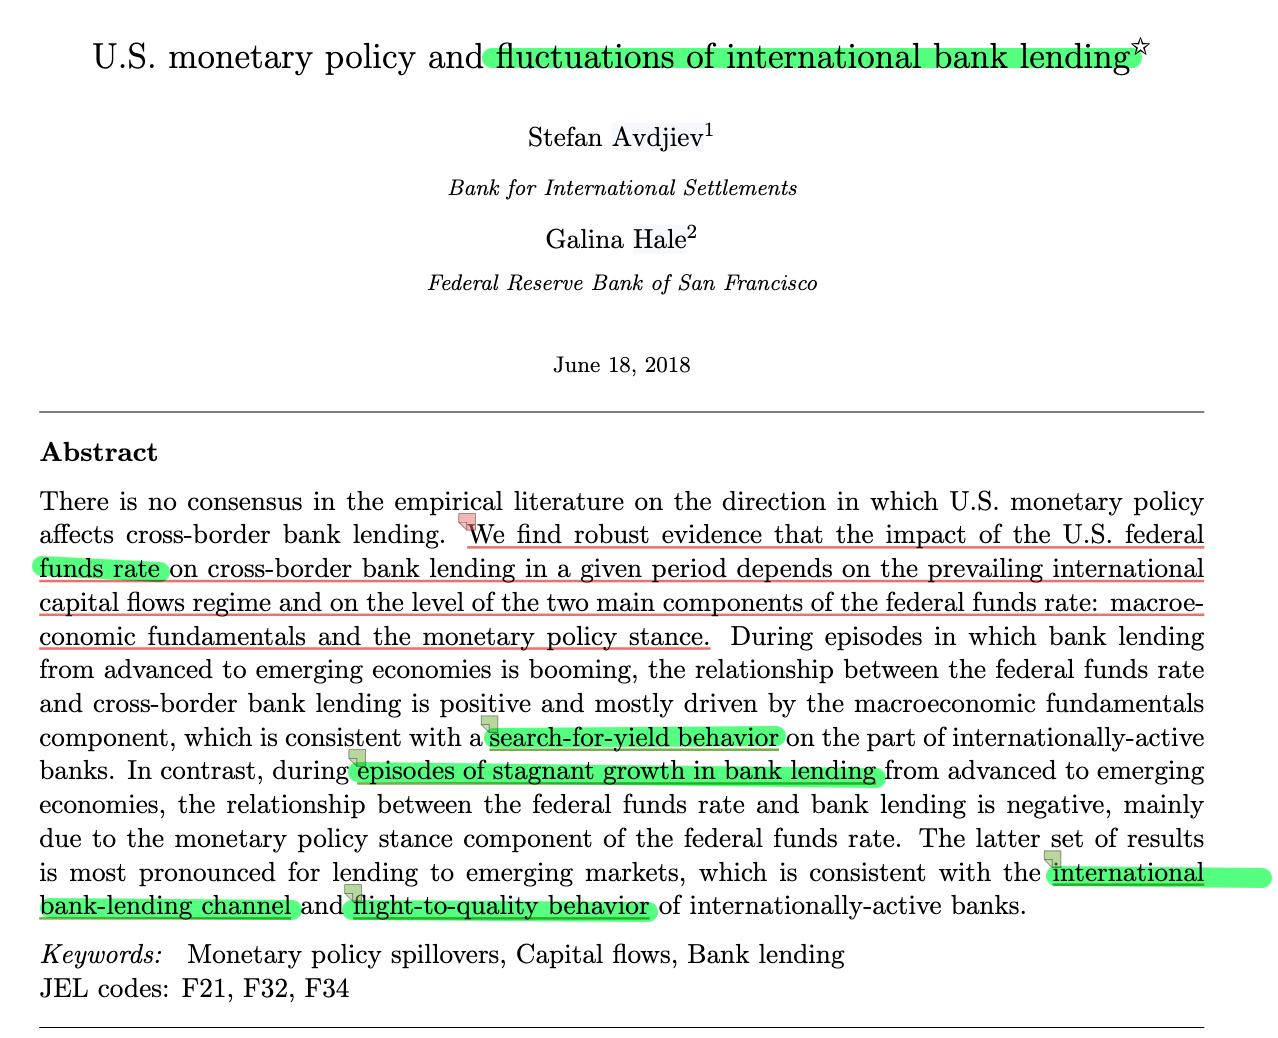 U.S. monetary policy and fluctuations of international bank lending☆
Stefan Avdjiev1
Bank for International Settlements
Galina Hale2
Federal Reserve Bank of San Francisco
June 18, 2018
Abstract
There is no consensus in the empirical literature on the direction in which U.S. monetary policy
affects cross-border bank lending. We find robust evidence that the impact of the U.S. federal
funds rate on cross-border bank lending in a given period depends on the prevailing international
capital flows regime and on the level of the two main components of the federal funds rate: macroe-
conomic fundamentals and the monetary policy stance. During episodes in which bank lending
from advanced to emerging economies is booming, the relationship between the federal funds rate
and cross-border bank lending is positive and mostly driven by the macroeconomic fundamentals
component, which is consistent with a search-for-yield behavior on the part of internationally-active
banks. In contrast, during episodes of stagnant growth in bank lending from advanced to emerging
economies, the relationship between the federal funds rate and bank lending is negative, mainly
due to the monetary policy stance component of the federal funds rate. The latter set of results
is most pronounced for lending to emerging markets, which is consistent with the international
bank-lending channel and flight-to-quality behavior of internationally-active banks.
Keywords: Monetary policy spillovers, Capital flows, Bank lending
JEL codes: F21, F32, F34